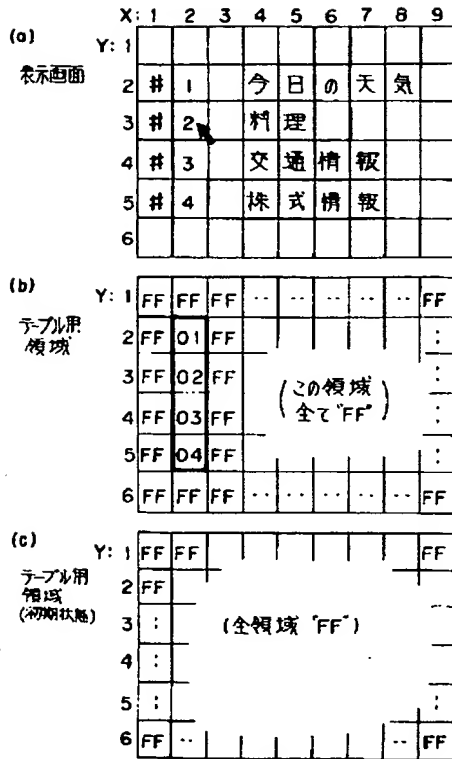 X: 1 2 3 4 5 6 7 8 9
(a) Y: 1
表示画面 2 # 1 今日の天気
3 # 2 料理
4 # 3 交通情報
5 # 4 株式情報
6
(b) Y: 1 FF FF FF ‥ ‥ ‥ ‥ ‥ FF
テーブル用 2 FF 01 FF :
領域 3 FF 02 FF (この領域 :
4 FF 03 FF 全て"FF") :
5 FF 04 FF :
6 FF FF FF ‥ ‥ ‥ ‥ ‥ FF
(c) Y: 1 FF FF FF
テーブル用 2 FF
領域 3 : (全領域 "FF") :
(初期状態) 4 : :
5 : :
6 FF ‥ ‥ FF